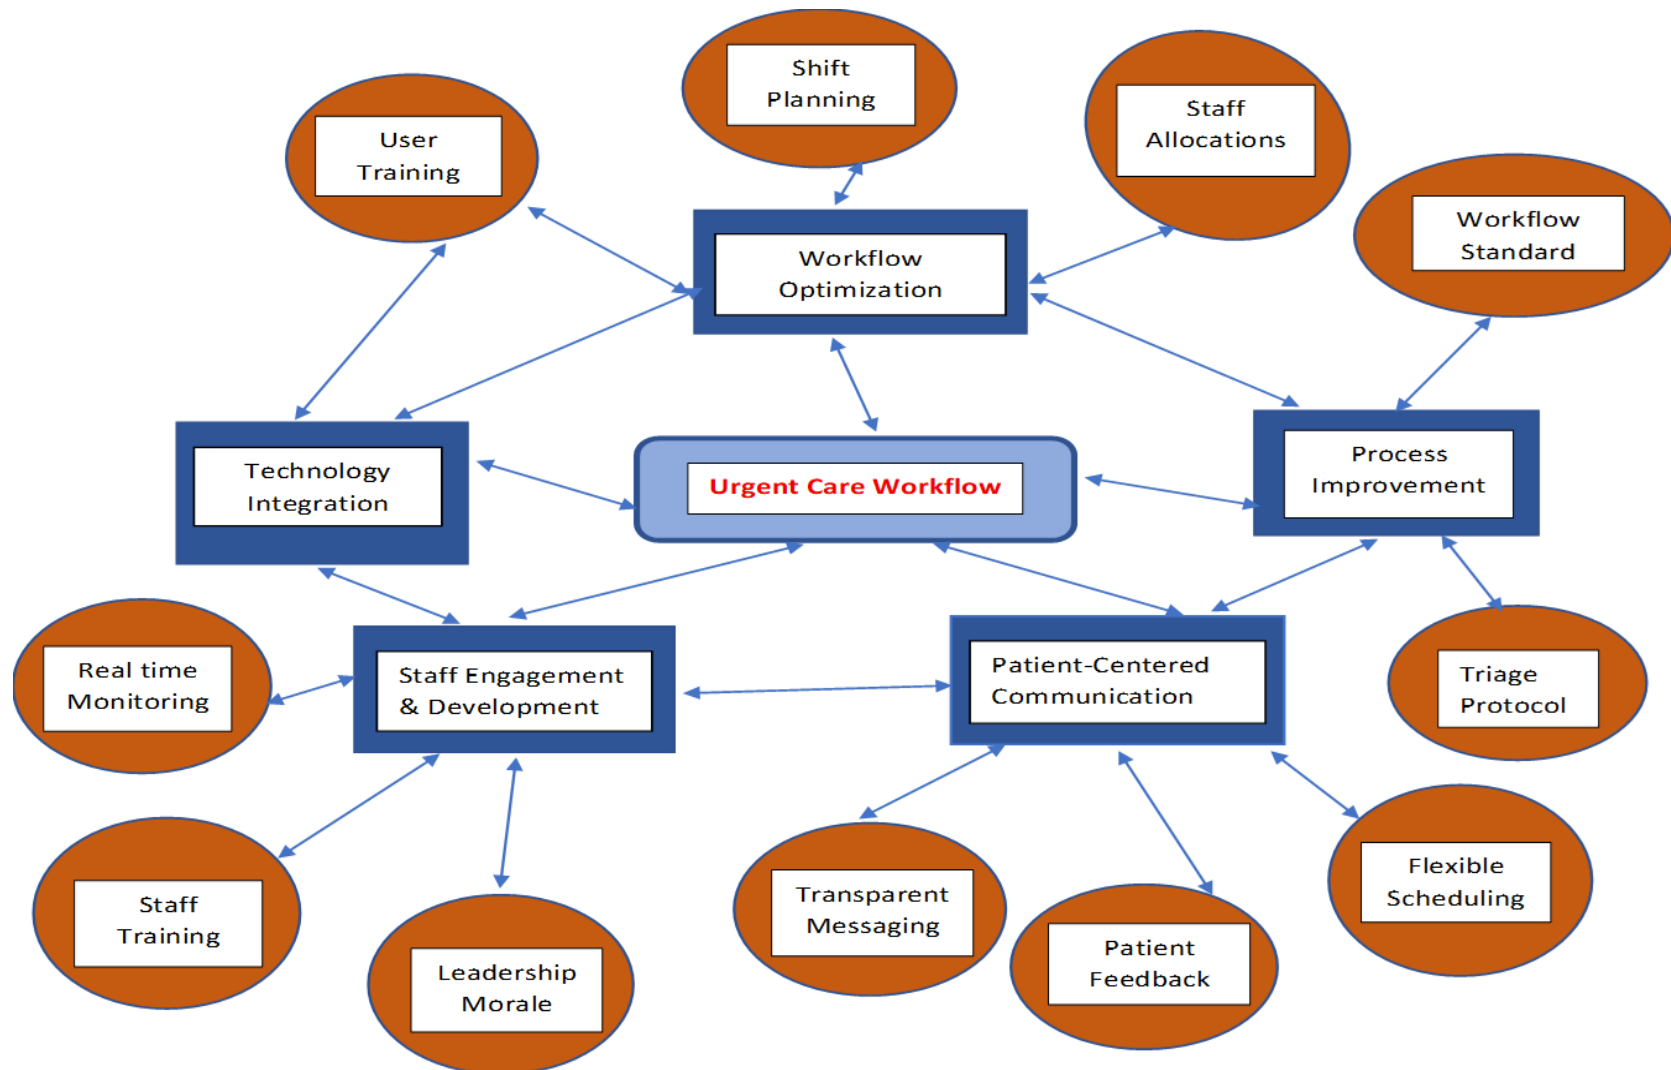 Shift
Planning
Staff
Allocations
User
Training
Workflow
Standard
Workflow
Optimization
Technology
Integration
Urgent Care Workflow
Process
Improvement
Real time
Monitoring
Staff Engagement
& Development
Patient-Centered
Communication
Triage
Protocol
Staff
Training
Leadership
Morale
Transparent
Messaging
Patient
Feedback
Flexible
Scheduling